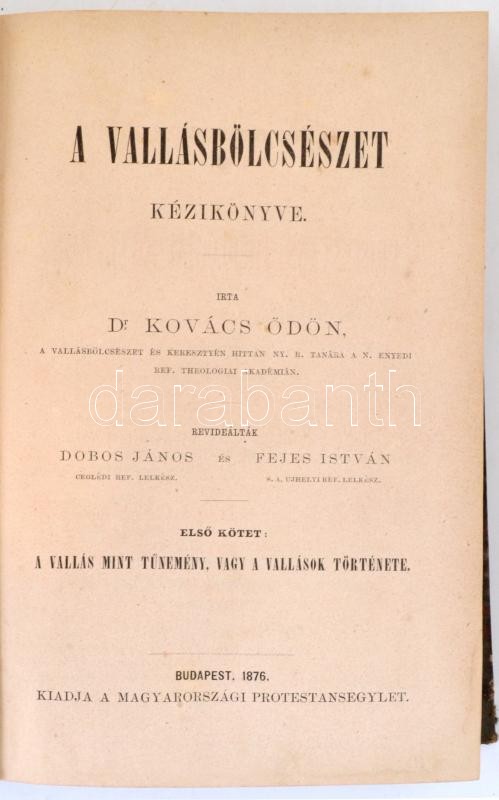 A VALLÁSBÖLCSÉSZET
KÉZIKÖNYVE.
IRTA
Dr KOVÁCS ÖDÖN,
A VALLÁSBÖLCSÉSZET ÉS KERESZTYÉN HITTAN NY. R. TANÁRA A N. ENYEDI
REF. THEOLOGIAI AKADÉMIÁN.
darabanth
REVIDEÁLTÁK
DOBOS JÁNOS ÉS FEJES ISTVÁN
CEGLÉDI REF. LELKÉSZ. S. A. UJHELYI REF. LELKÉSZ.
ELSŐ KÖTET:
A VALLÁS MINT TÜNEMÉNY, VAGY A VALLÁSOK TÖRTÉNETE.
BUDAPEST, 1876.
KIADJA A MAGYARORSZÁGI PROTESTANSEGYLET.